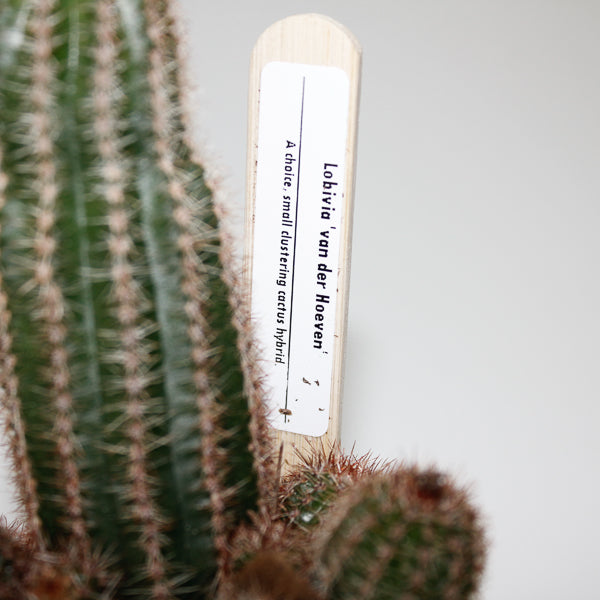 Lobivia 'van der Hoeven'
A choice, small clustering cactus hybrid.